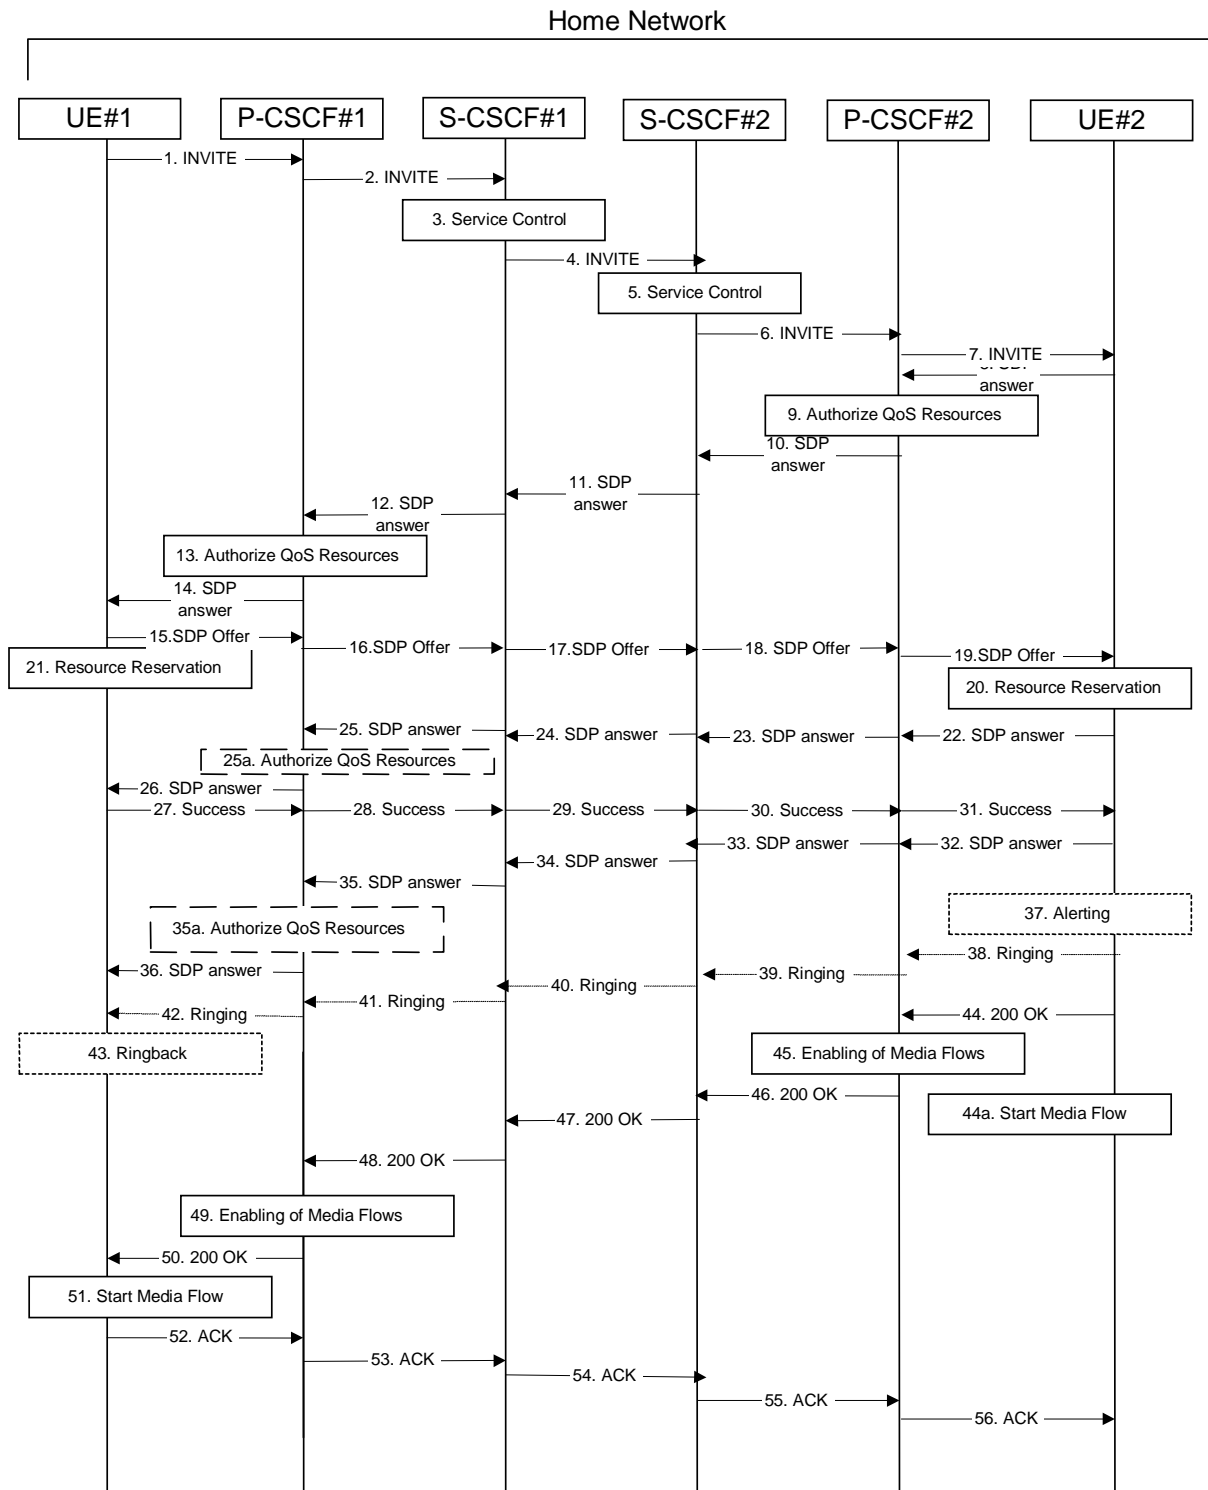 Home Network
UE#1
P-CSCF#1
S-CSCF#1
S-CSCF#2
P-CSCF#2
UE#2
1. INVITE
2. INVITE
3. Service Control
4. INVITE
5. Service Control
6. INVITE
7. INVITE
answer
9. Authorize QoS Resources
10. SDP
answer
11. SDP
answer
12. SDP
answer
13. Authorize QoS Resources
14. SDP
answer
15.SDP Offer
16.SDP Offer
17.SDP Offer
18. SDP Offer
19.SDP Offer
21. Resource Reservation
20. Resource Reservation
25. SDP answer
24. SDP answer
23. SDP answer
22. SDP answer
25a. Authorize QoS Resources
26. SDP answer
27. Success
28. Success
29. Success
30. Success
31. Success
33. SDP answer
32. SDP answer
34. SDP answer
35. SDP answer
35a. Authorize QoS Resources
37. Alerting
38. Ringing
36. SDP answer
39. Ringing
40. Ringing
41. Ringing
42. Ringing
44. 200 OK
43. Ringback
45. Enabling of Media Flows
46. 200 OK
44a. Start Media Flow
47. 200 OK
48. 200 OK
49. Enabling of Media Flows
50. 200 OK
51. Start Media Flow
52. ACK
53. ACK
54. ACK
55. ACK
56. ACK